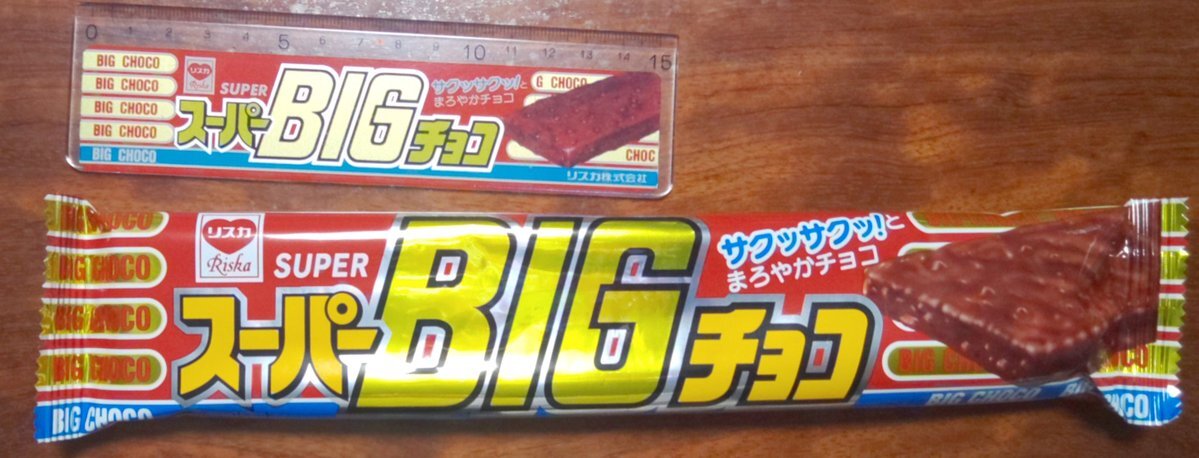 0 1 2 3 4 5 6 7 8 9 10 11 12 13 14 15
BIG CHOCO
BIG CHOCO
BIG CHOCO
BIG CHOCO
BIG CHOCO
リスカ
Riska
SUPER
スーパーBIGチョコ
サクッサクッ!と
まろやかチョコ
G CHOCO
CHOC
リスカ株式会社
BIG CHOCO
BIG CHOCO
BIG CHOCO
BIG CHOCO
BIG CHOCO
リスカ
Riska
SUPER
スーパーBIGチョコ
サクッサクッ!と
まろやかチョコ
BIG
BIG CHOCO